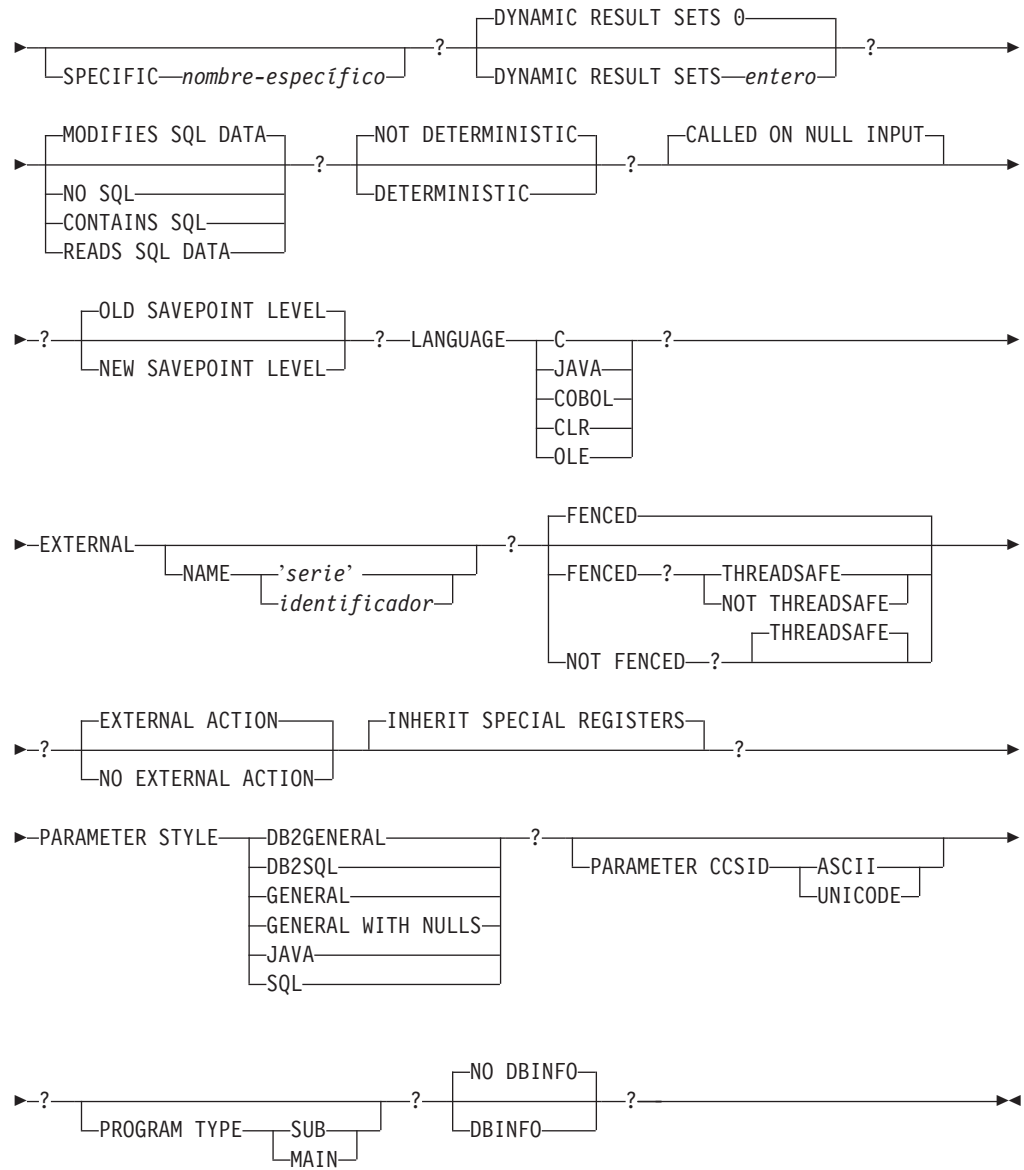 DYNAMIC RESULT SETS 0
? ?
SPECIFIC nombre-específico DYNAMIC RESULT SETS entero
MODIFIES SQL DATA NOT DETERMINISTIC CALLED ON NULL INPUT
? ?
NO SQL DETERMINISTIC
CONTAINS SQL
READS SQL DATA
OLD SAVEPOINT LEVEL
? ? LANGUAGE C ?
NEW SAVEPOINT LEVEL JAVA
COBOL
CLR
OLE
FENCED
EXTERNAL ?
NAME 'serie' FENCED ? THREADSAFE
identificador NOT THREADSAFE
THREADSAFE
NOT FENCED ?
EXTERNAL ACTION INHERIT SPECIAL REGISTERS
? ?
NO EXTERNAL ACTION
PARAMETER STYLE DB2GENERAL ?
DB2SQL PARAMETER CCSID ASCII
GENERAL UNICODE
GENERAL WITH NULLS
JAVA
SQL
NO DBINFO
? ? ?
PROGRAM TYPE SUB DBINFO
MAIN